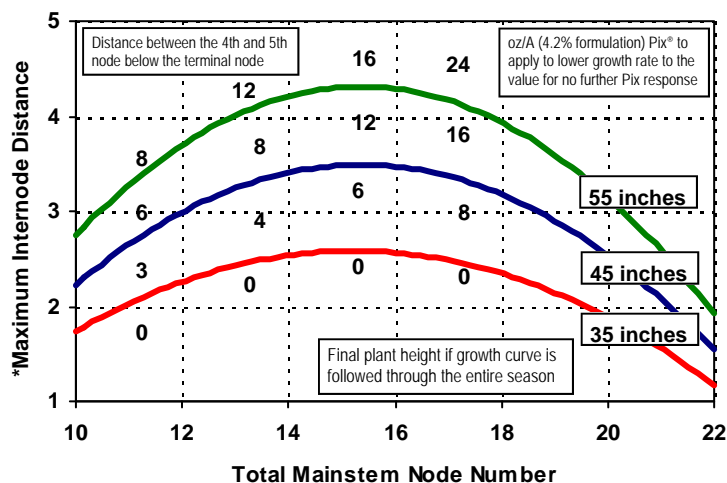 5
Distance between the 4th and 5th
node below the terminal node
oz/A (4.2% formulation) Pix® to
apply to lower growth rate to the
value for no further Pix response
16
24
12
4
12
16
8
8
*Maximum Internode Distance
3
6
6
4
8
55 inches
3
0
0
0
45 inches
2
0
35 inches
Final plant height if growth curve is
followed through the entire season
1
10
12
14
16
18
20
22
Total Mainstem Node Number